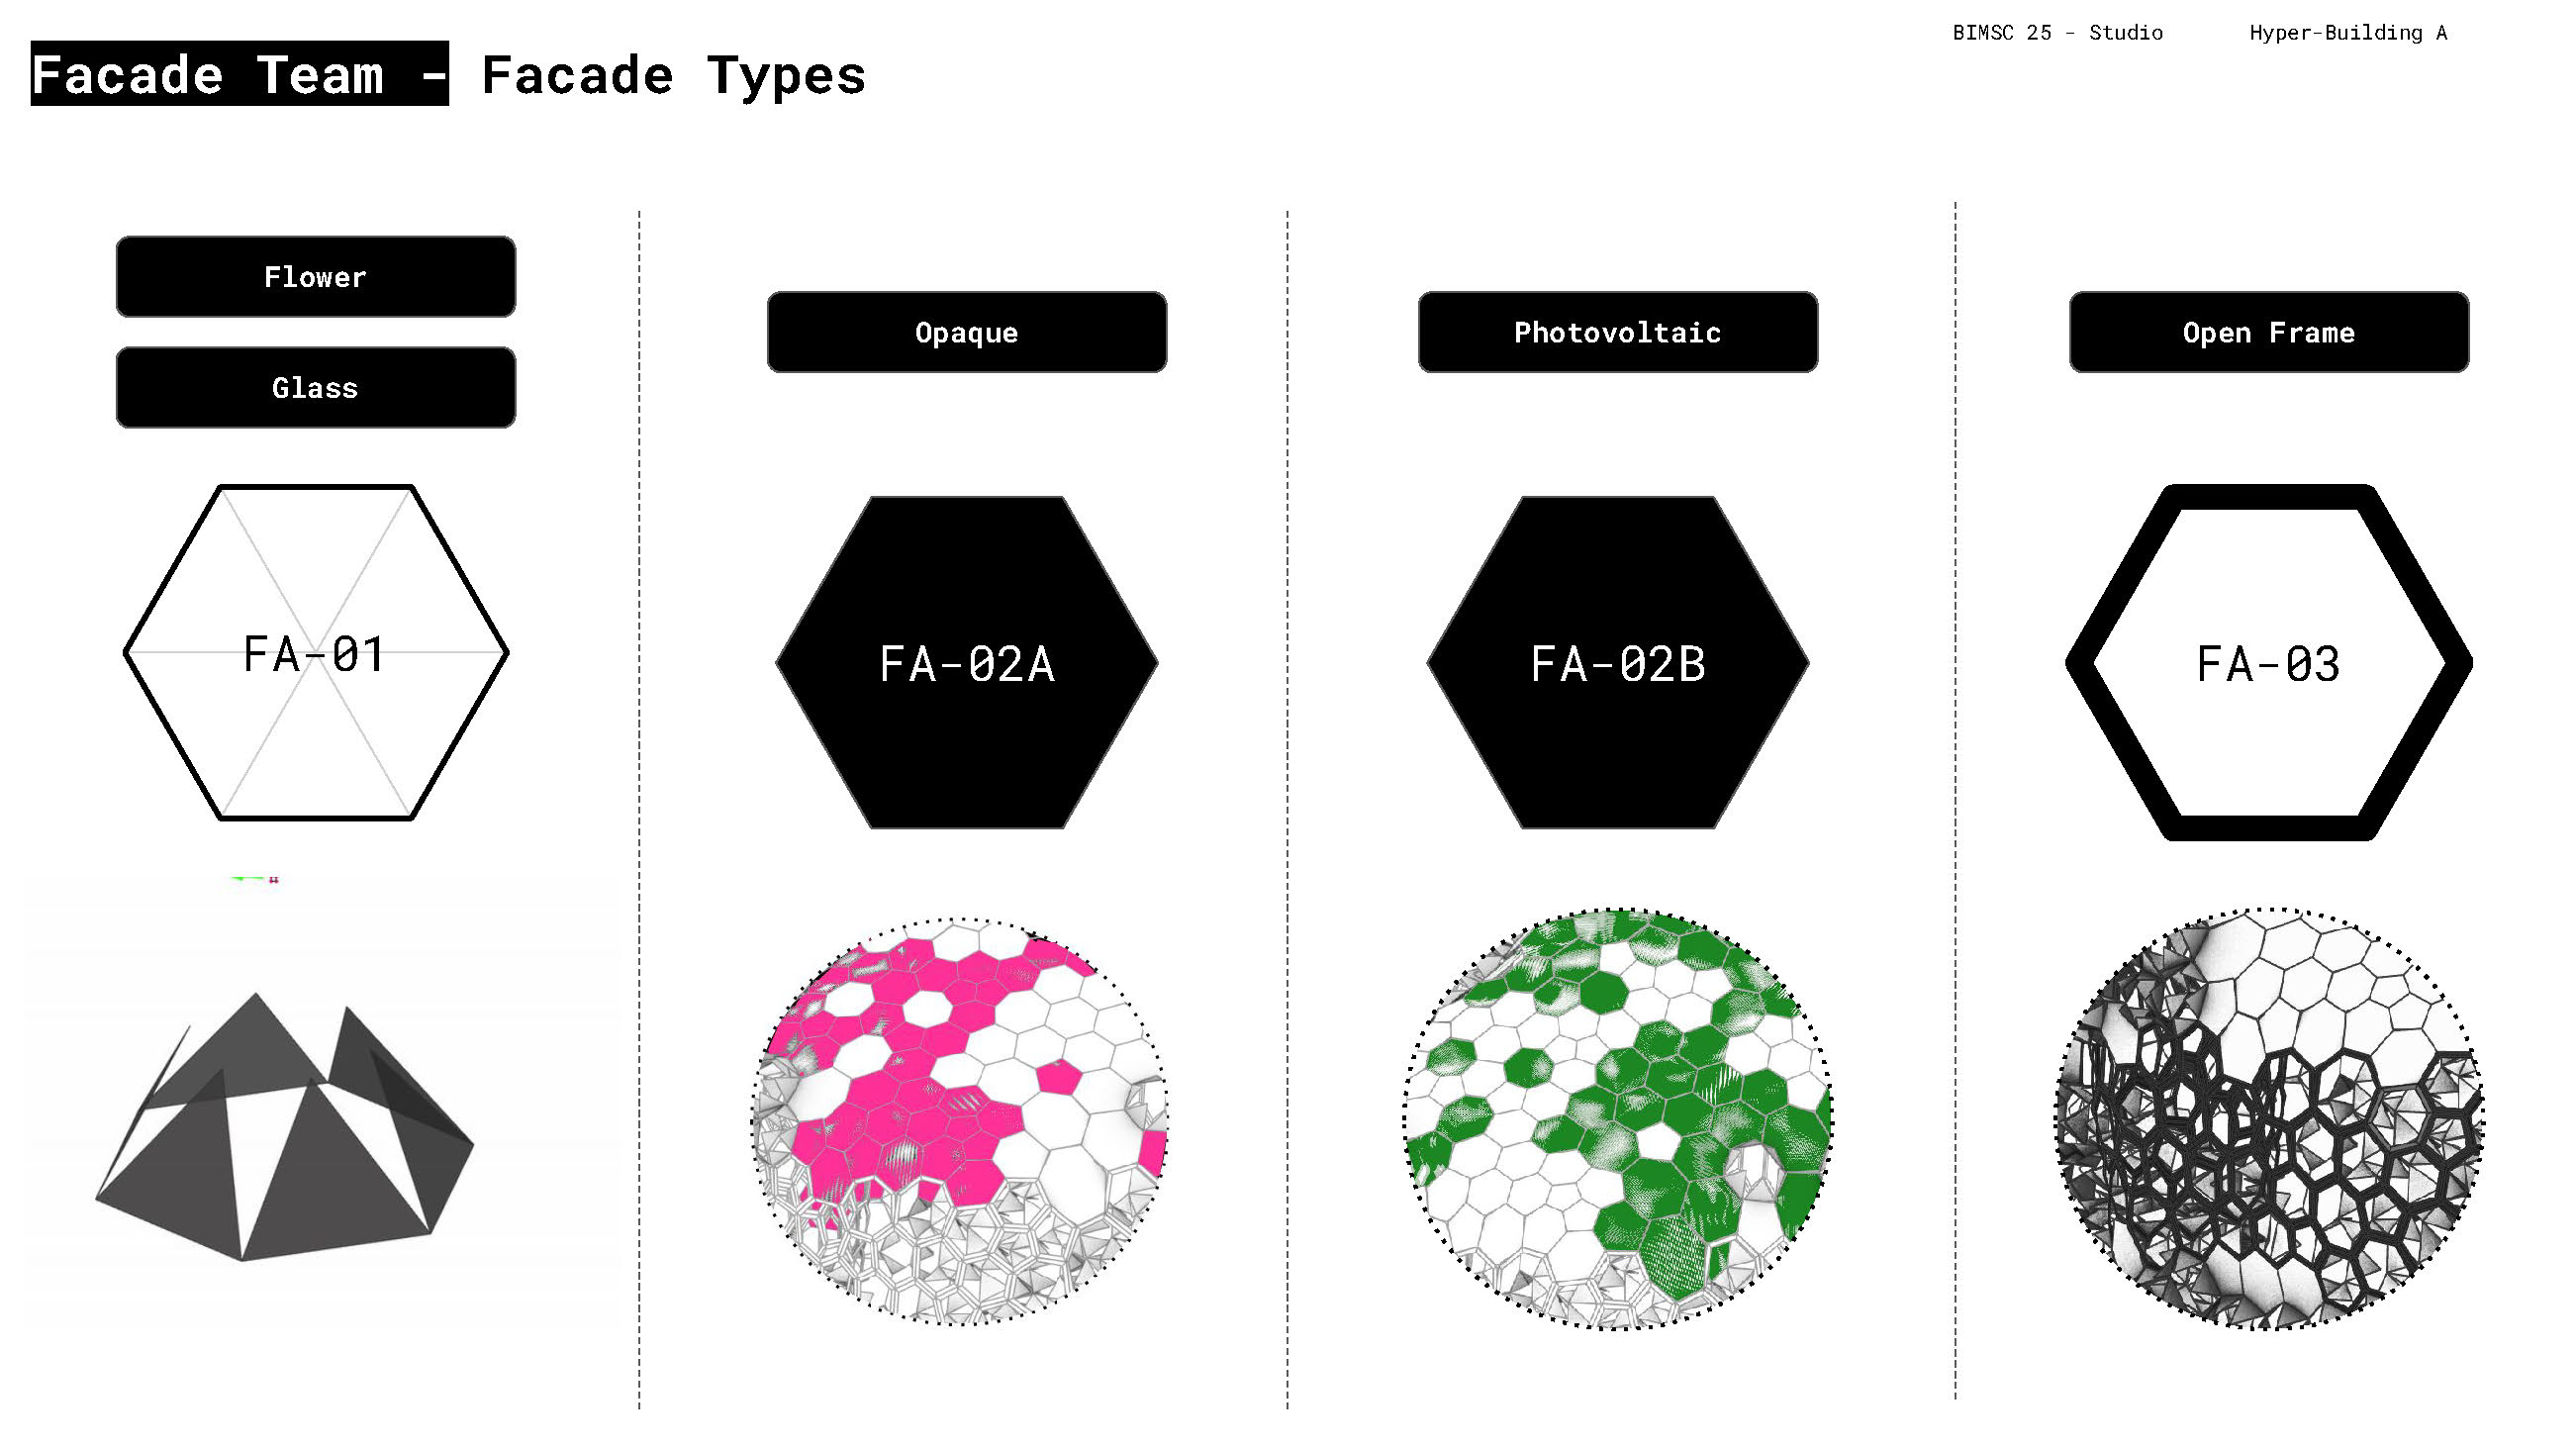 BIMSC 25 - Studio
Hyper-Building A
Facade Team - Facade Types
Flower
Glass
Opaque
Photovoltaic
Open Frame
FA-01
FA-02A
FA-02B
FA-03